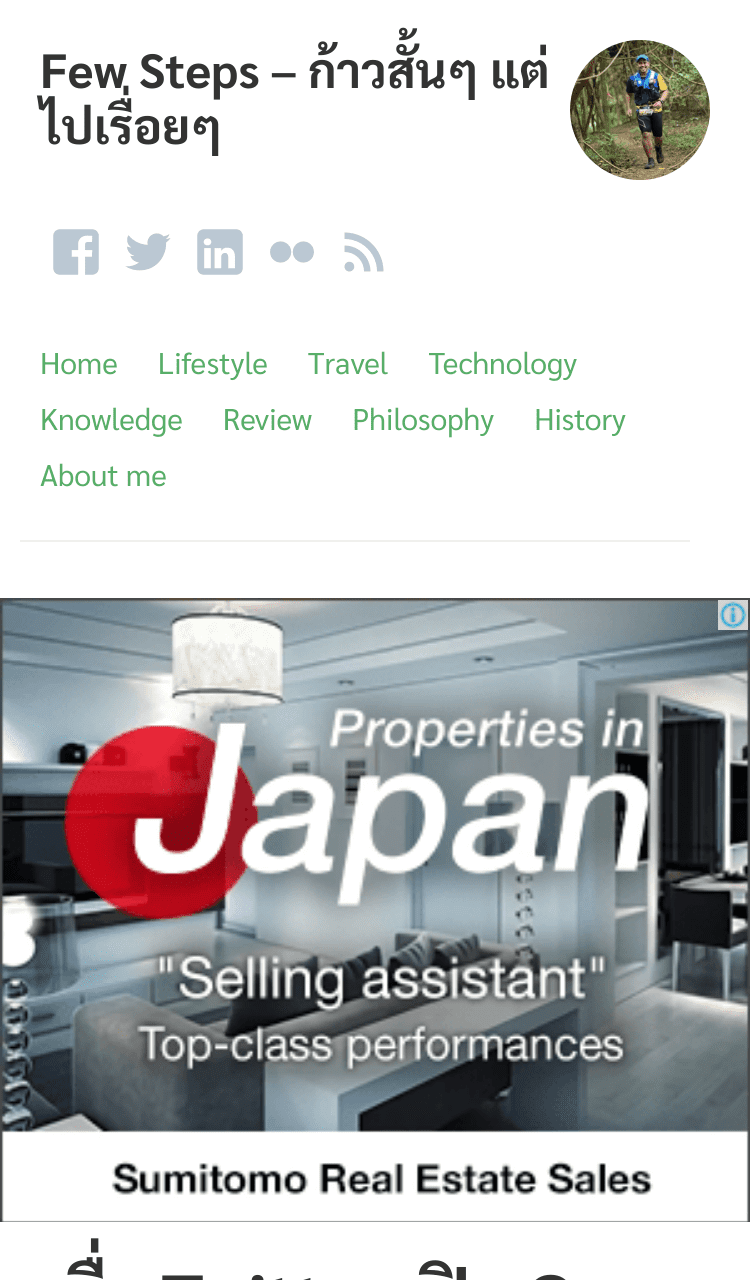 Few Steps – ก้าวสั้นๆ แต่
ไปเรื่อยๆ
Home Lifestyle Travel Technology
Knowledge Review Philosophy History
About me
Properties in
Japan
"Selling assistant"
Top-class performances
Sumitomo Real Estate Sales